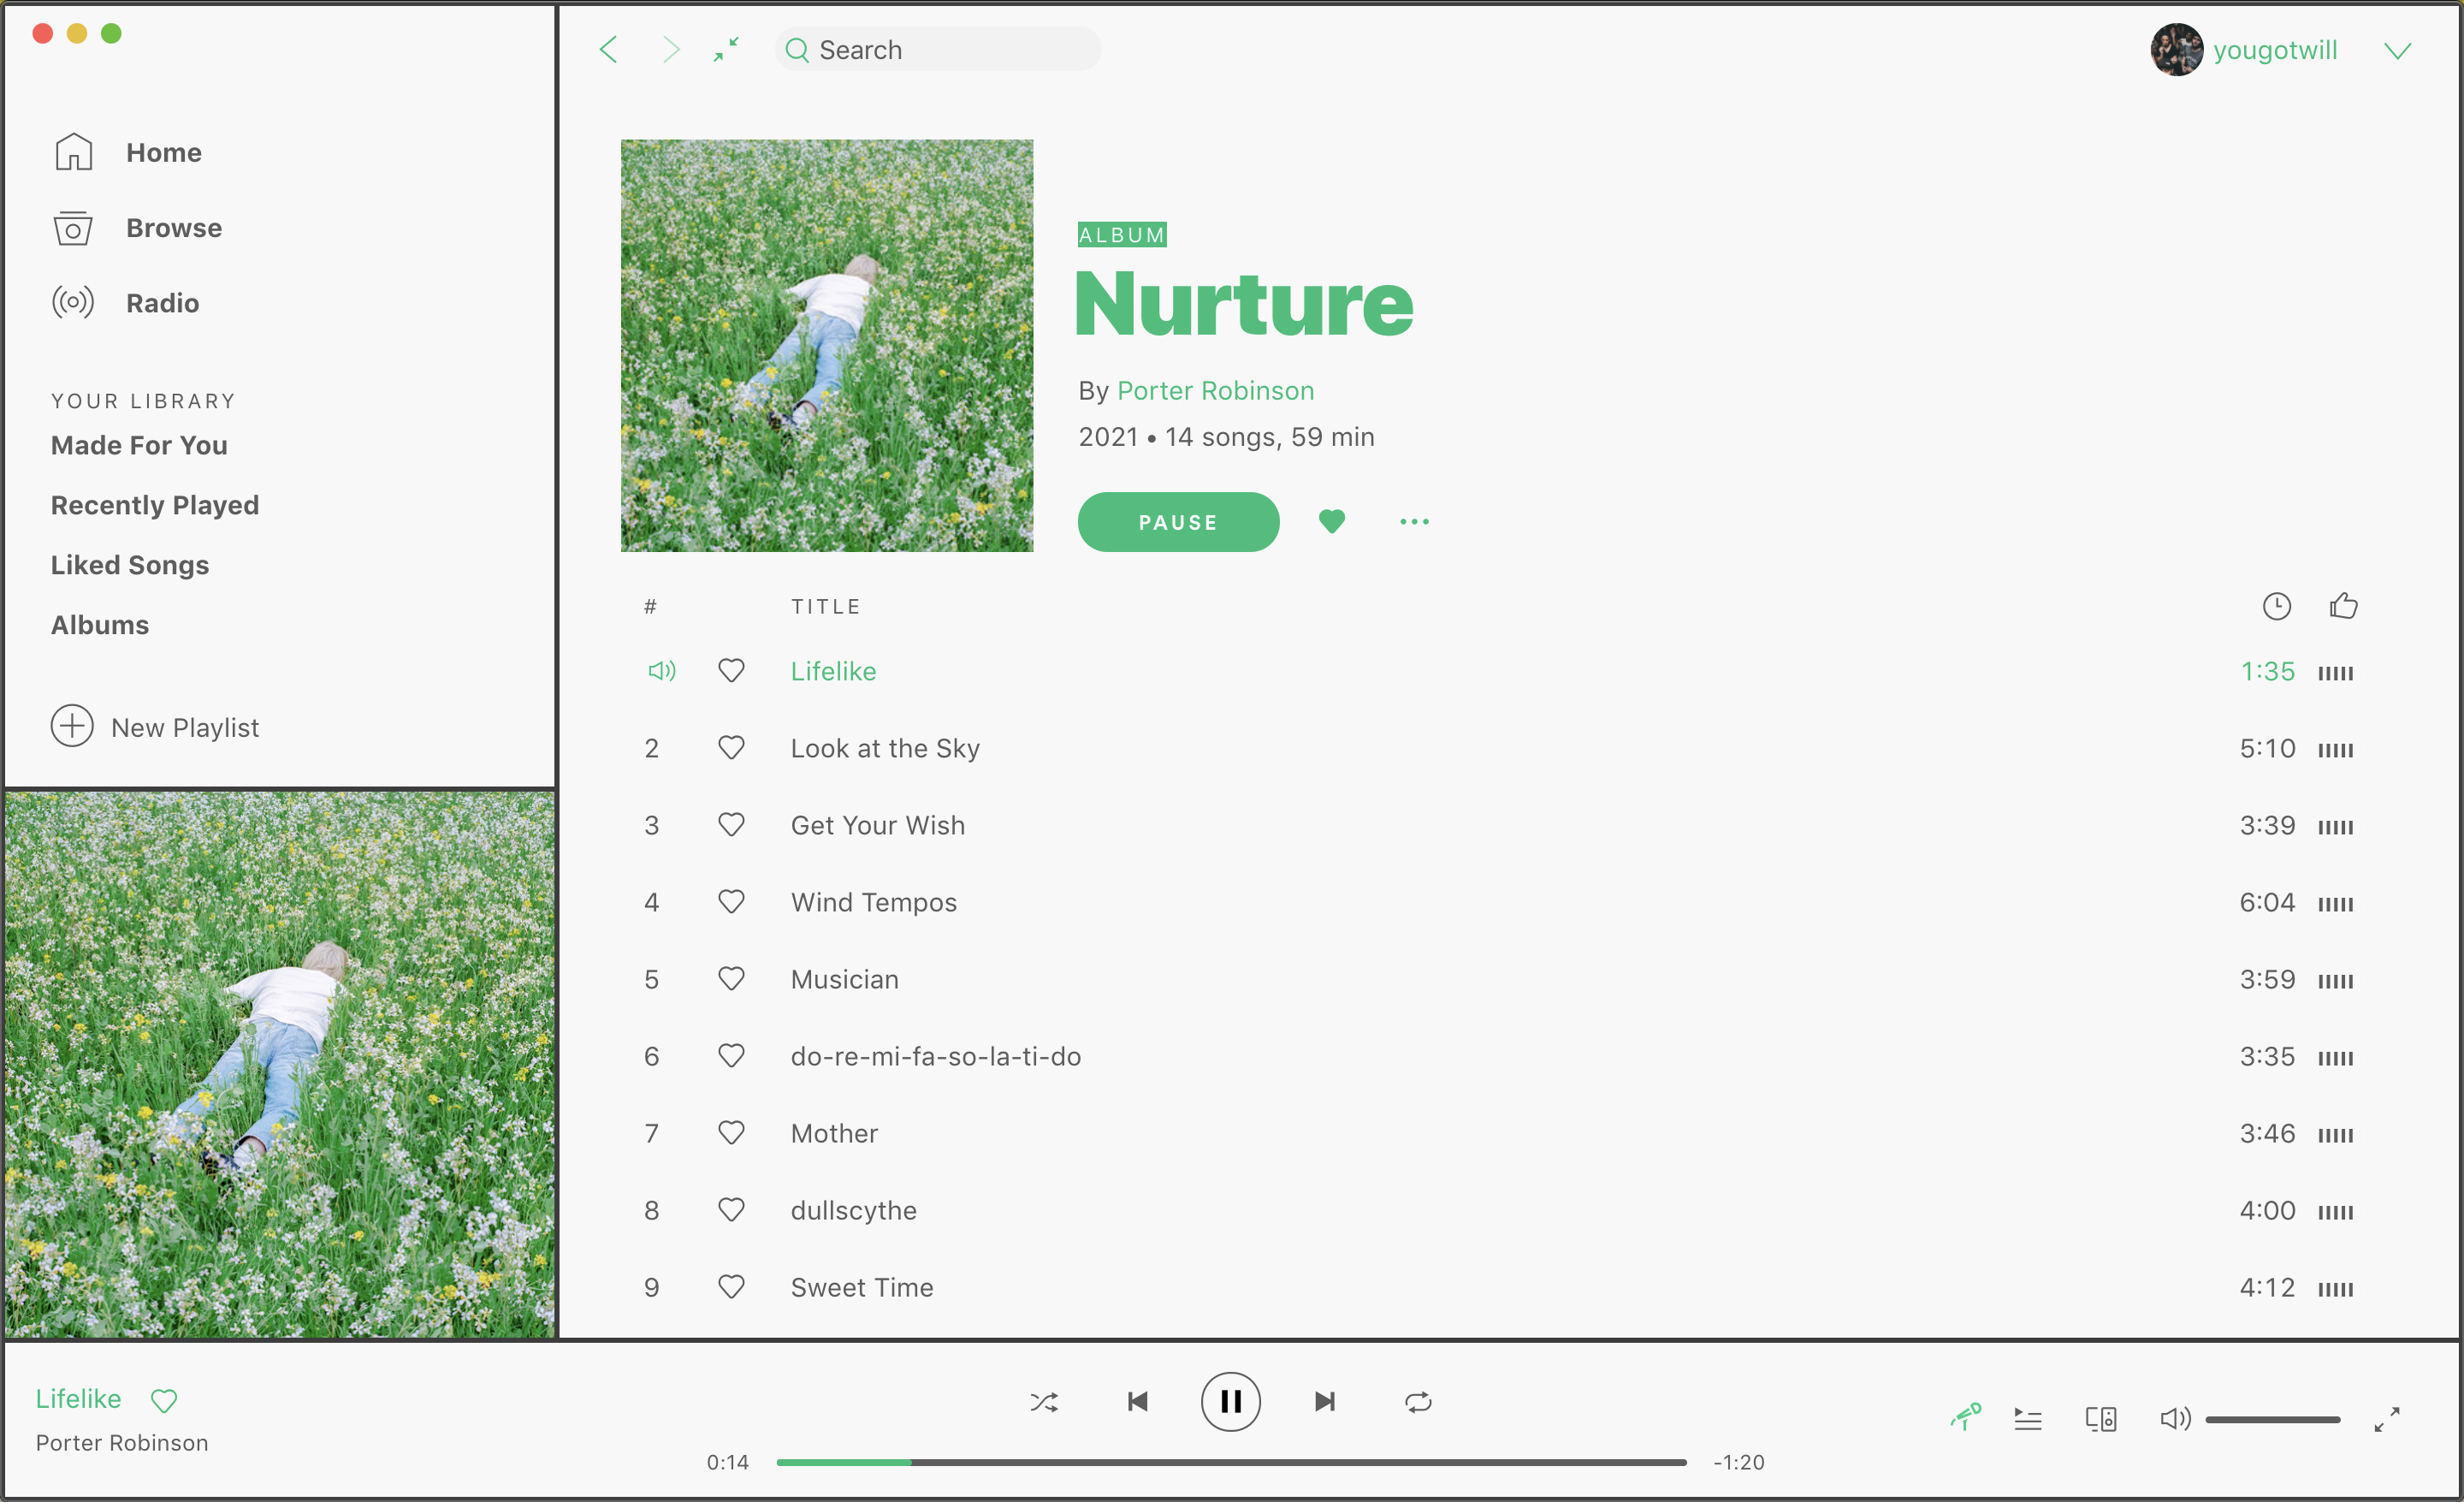 Search
yougotwill
Home
Browse
Radio
YOUR LIBRARY
Made For You
Recently Played
Liked Songs
Albums
New Playlist
ALBUM
Nurture
By Porter Robinson
2021 • 14 songs, 59 min
PAUSE
# TITLE
Lifelike 1:35
2 Look at the Sky 5:10
3 Get Your Wish 3:39
4 Wind Tempos 6:04
5 Musician 3:59
6 do-re-mi-fa-so-la-ti-do 3:35
7 Mother 3:46
8 dullscythe 4:00
9 Sweet Time 4:12
Lifelike
Porter Robinson
0:14 -1:20